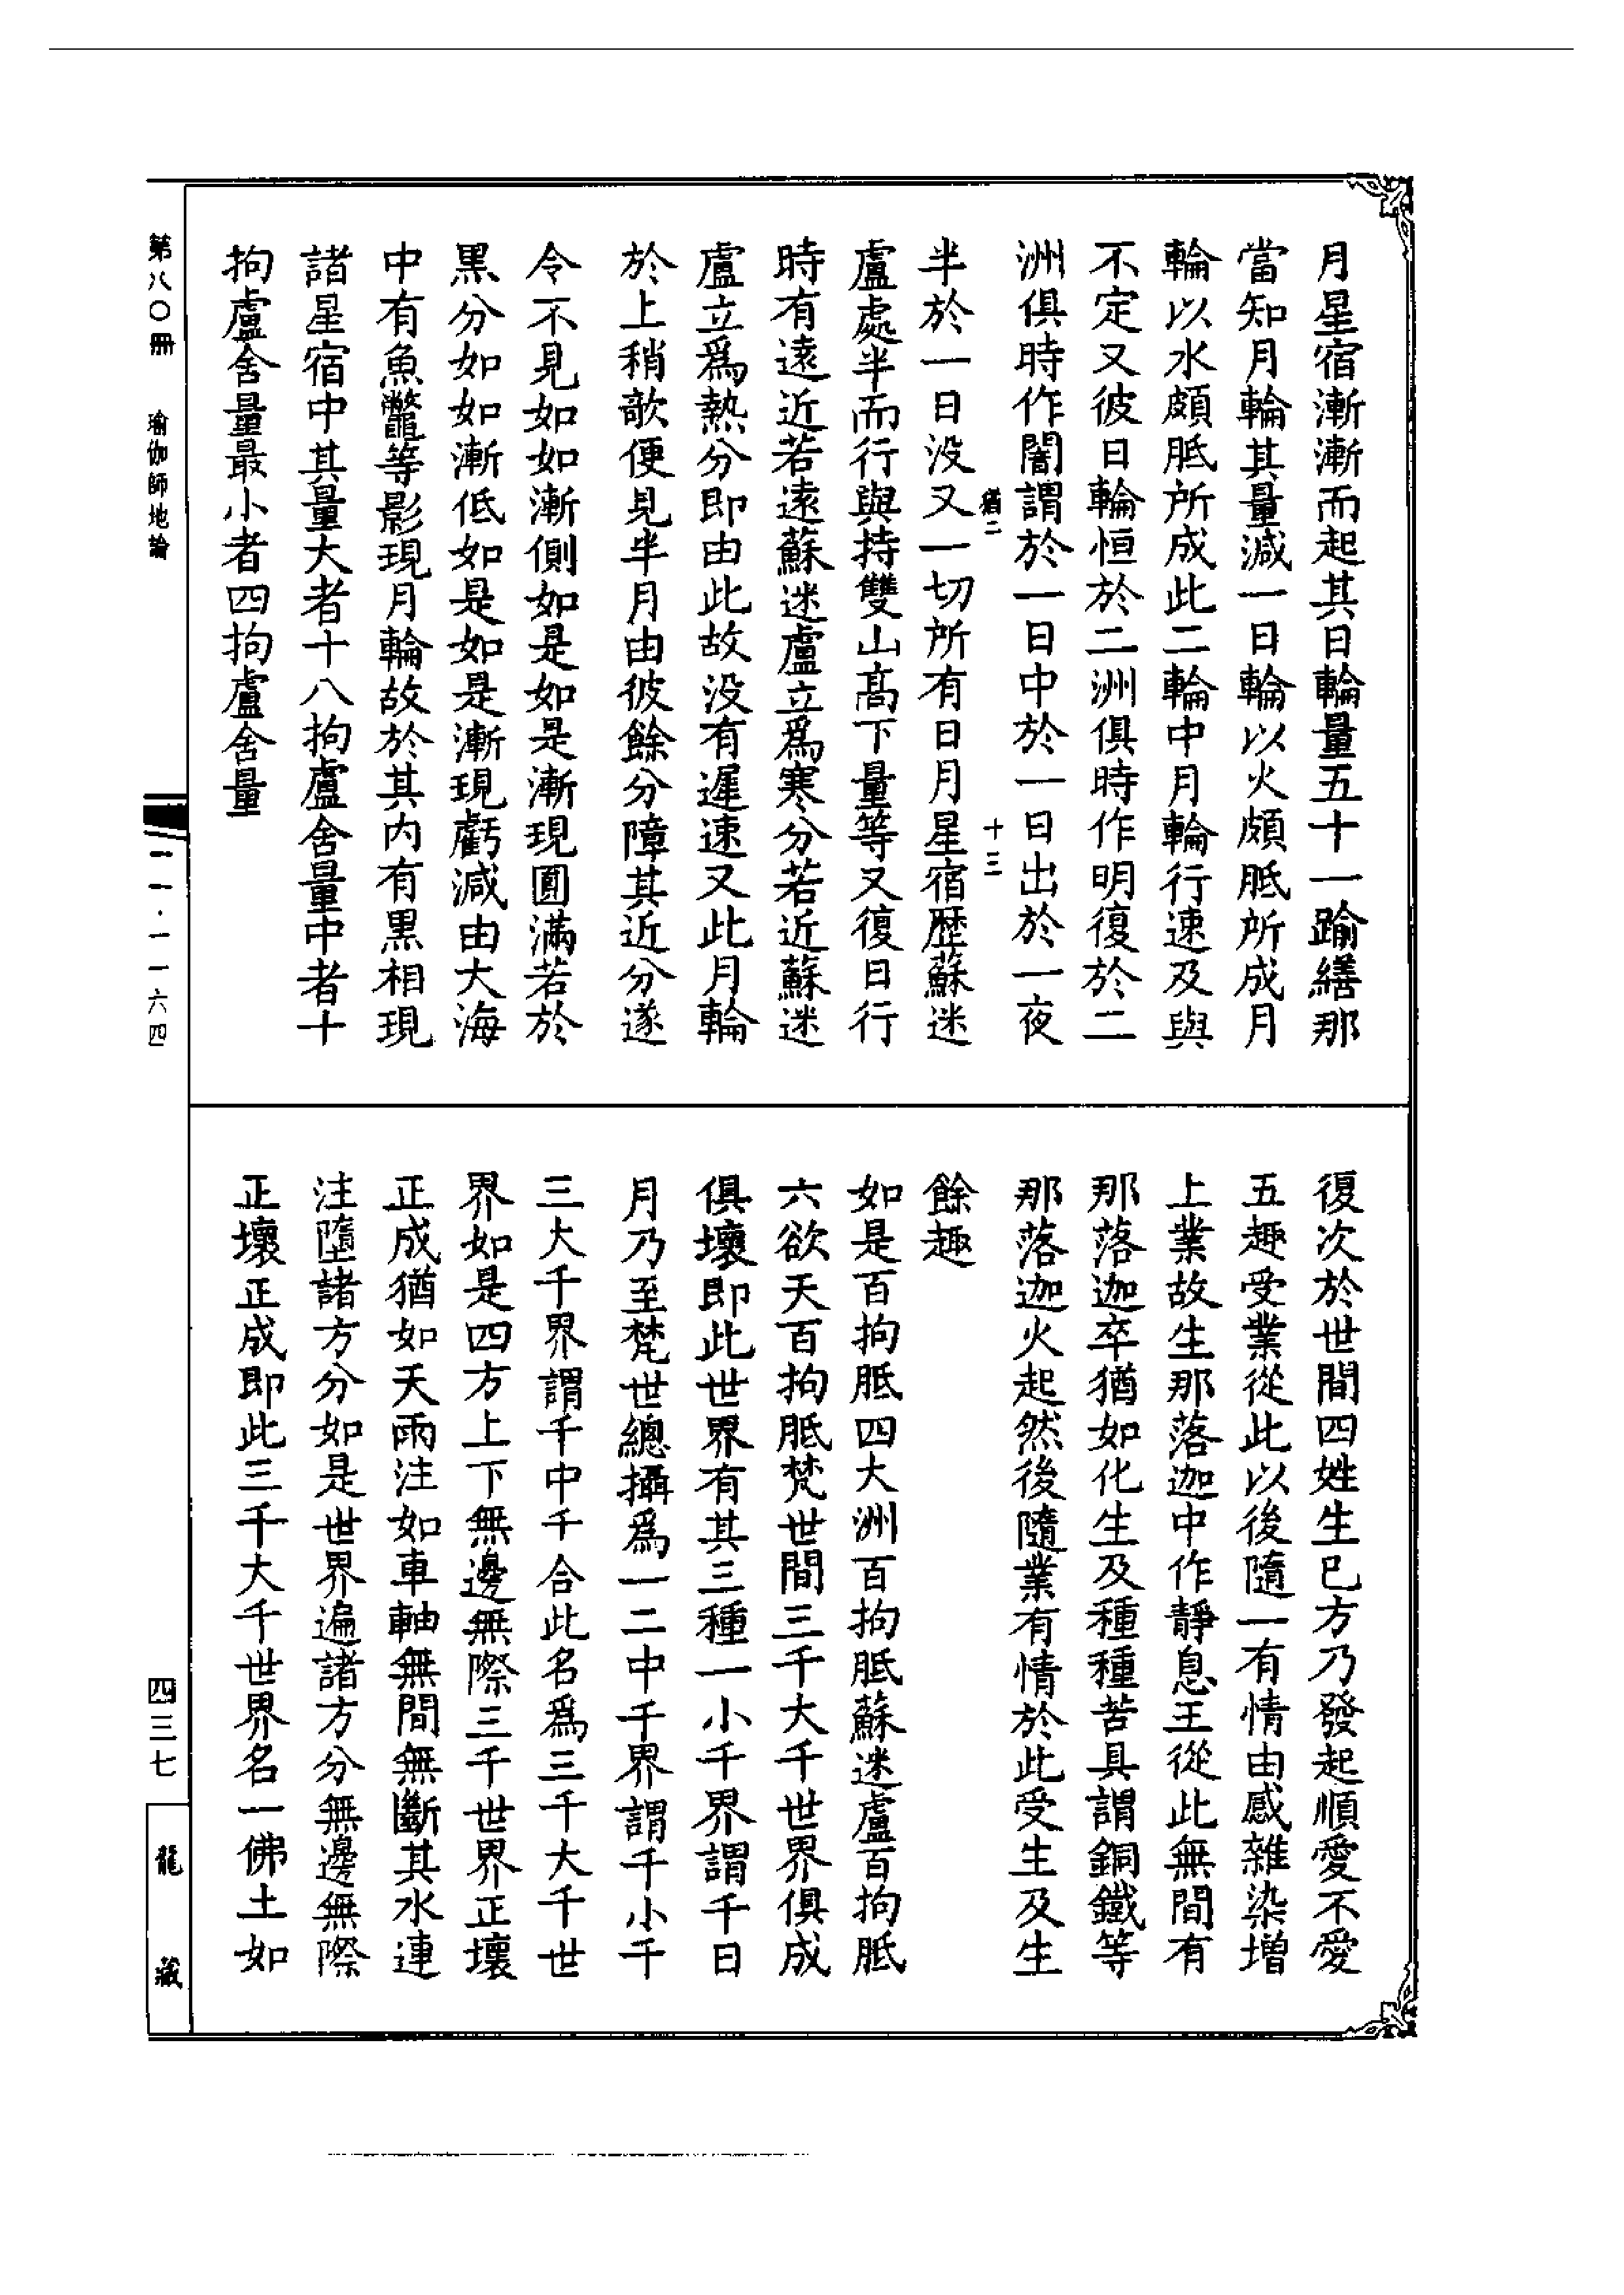 月星宿漸漸而起其日輪量五十一踰繕那
當知月輪其量減一日輪以火頗胝所成月
輪以水頗胝所成此二輪中月輪行速及與
不定又彼日輪恒於二洲俱時作明復於二
洲俱時作闇謂於一日中於一日出於一夜
猶二 十三
半於一日没又一切所有日月星宿歷蘇迷
盧處半而行與持雙山高下量等又復日行
時有遠近若遠蘇迷盧立爲寒分若近蘇迷
盧立爲熱分即由此故没有遲速又此月輪
於上稍欹便見半月由彼餘分障其近分遂
令不見如如漸側如是如是漸現圓滿若於
黑分如如漸低如是如是漸現虧減由大海
中有魚鼈等影現月輪故於其内有黑相現
諸星宿中其量大者十八拘盧舍量中者十
拘盧舍量最小者四拘盧舍量
復次於世間四姓生已方乃發起順愛不愛
五趣受業從此以後隨一有情由感雜染增
上業故生那落迦中作靜息王從此無間有
那落迦卒猶如化生及種種苦具謂銅鐵等
那落迦火起然後隨業有情於此受生及生
餘趣
如是百拘胝四大洲百拘胝蘇迷盧百拘胝
六欲天百拘胝梵世間三千大千世界俱成
俱壞即此世界有其三種一小千界謂千日
月乃至梵世總攝爲一二中千界謂千小千
三大千界謂千中千合此名爲三千大千世
界如是四方上下無邊無際三千世界正壞
正成猶如天雨注如車軸無間無斷其水連
注墮諸方分如是世界遍諸方分無邊無際
正壞正成即此三千大千世界名一佛土如
第八〇冊 瑜伽師地論
二一·一一六四
四三七
龍藏